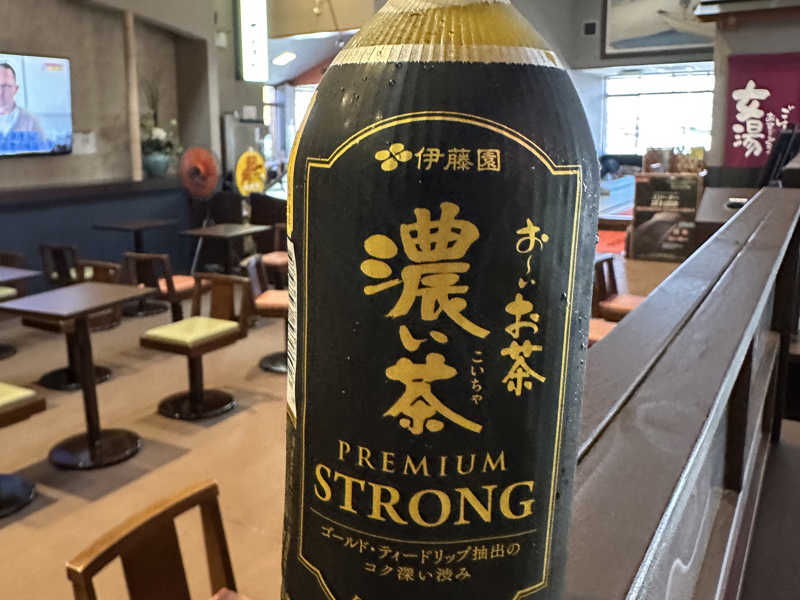 伊藤園
お～いお茶
濃い茶
こいちゃ
PREMIUM
STRONG
ゴールド・ティードリップ抽出の
コク深い渋み
女湯